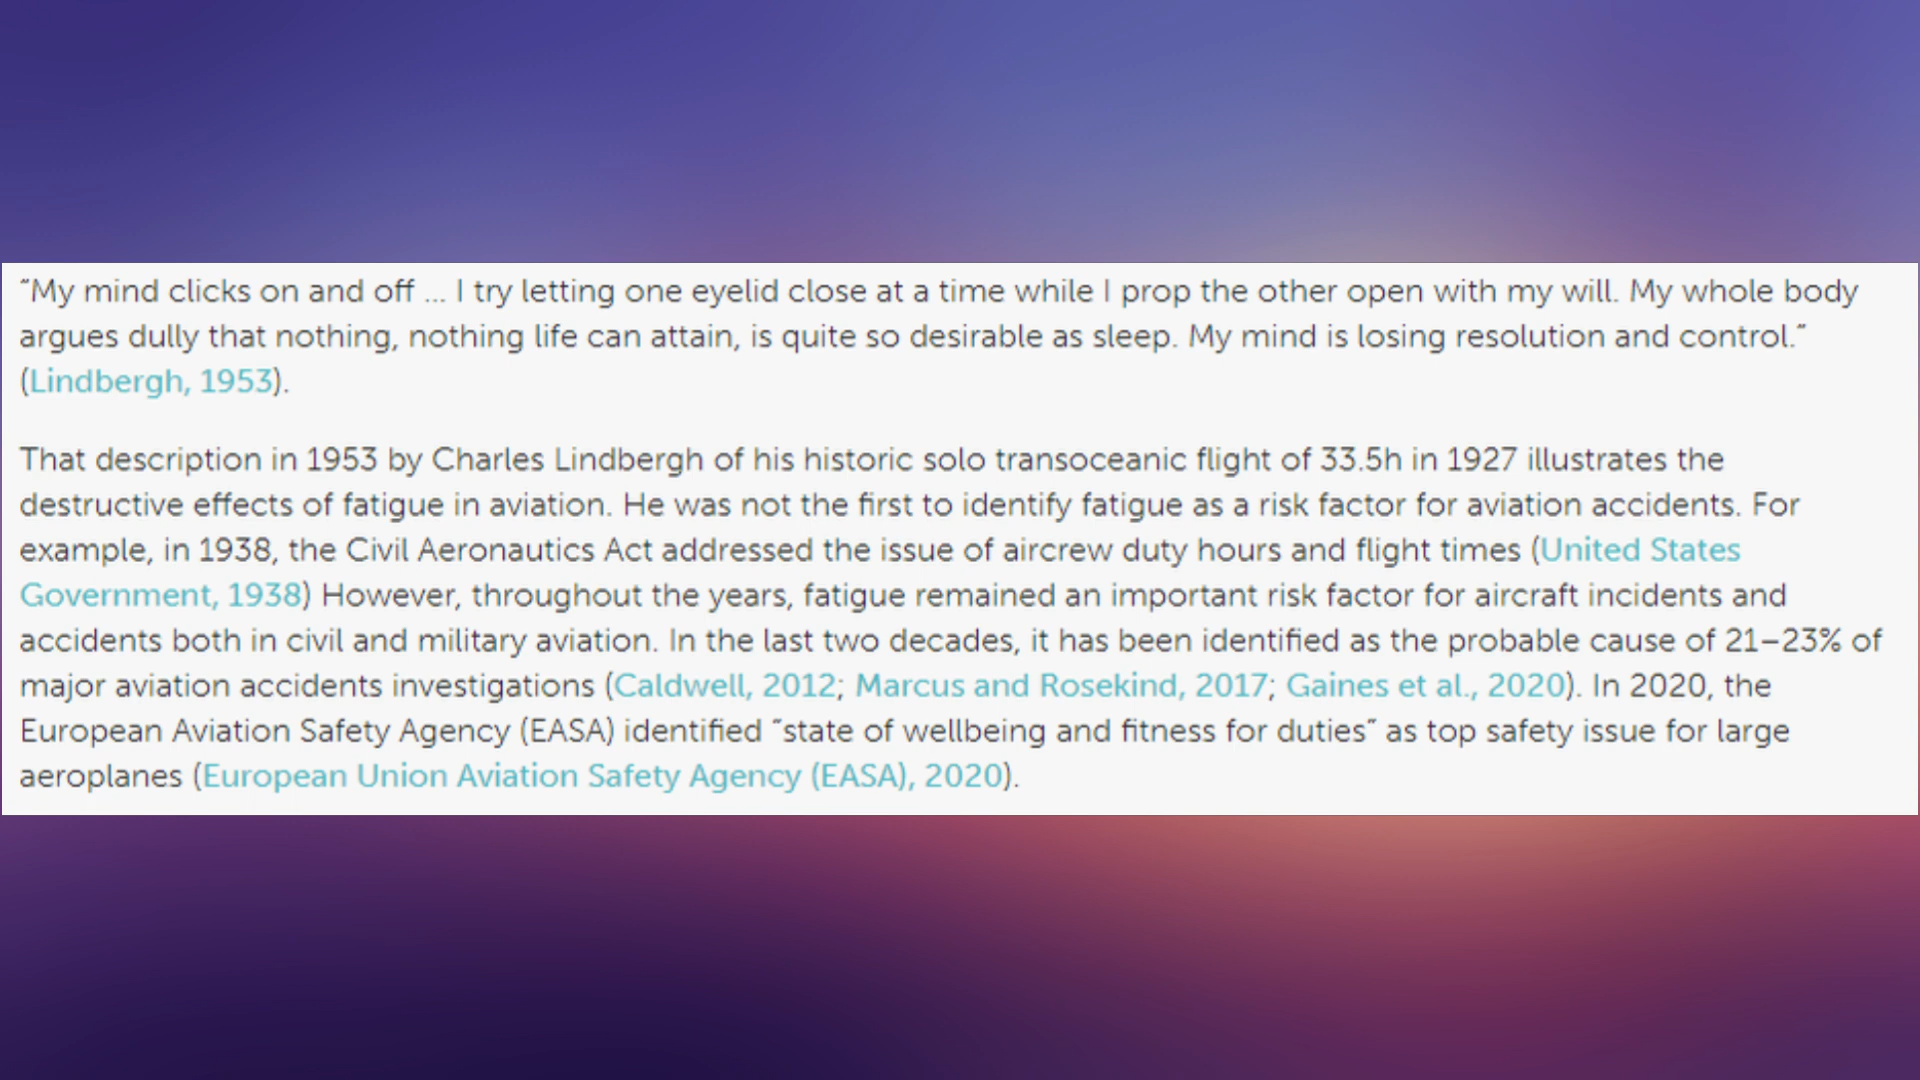 “My mind clicks on and off … I try letting one eyelid close at a time while I prop the other open with my will. My whole body
argues dully that nothing, nothing life can attain, is quite so desirable as sleep. My mind is losing resolution and control.”
(Lindbergh, 1953).
That description in 1953 by Charles Lindbergh of his historic solo transoceanic flight of 33.5h in 1927 illustrates the
destructive effects of fatigue in aviation. He was not the first to identify fatigue as a risk factor for aviation accidents. For
example, in 1938, the Civil Aeronautics Act addressed the issue of aircrew duty hours and flight times (United States
Government, 1938) However, throughout the years, fatigue remained an important risk factor for aircraft incidents and
accidents both in civil and military aviation. In the last two decades, it has been identified as the probable cause of 21–23% of
major aviation accidents investigations (Caldwell, 2012; Marcus and Rosekind, 2017; Gaines et al., 2020). In 2020, the
European Aviation Safety Agency (EASA) identified “state of wellbeing and fitness for duties” as top safety issue for large
aeroplanes (European Union Aviation Safety Agency (EASA), 2020).